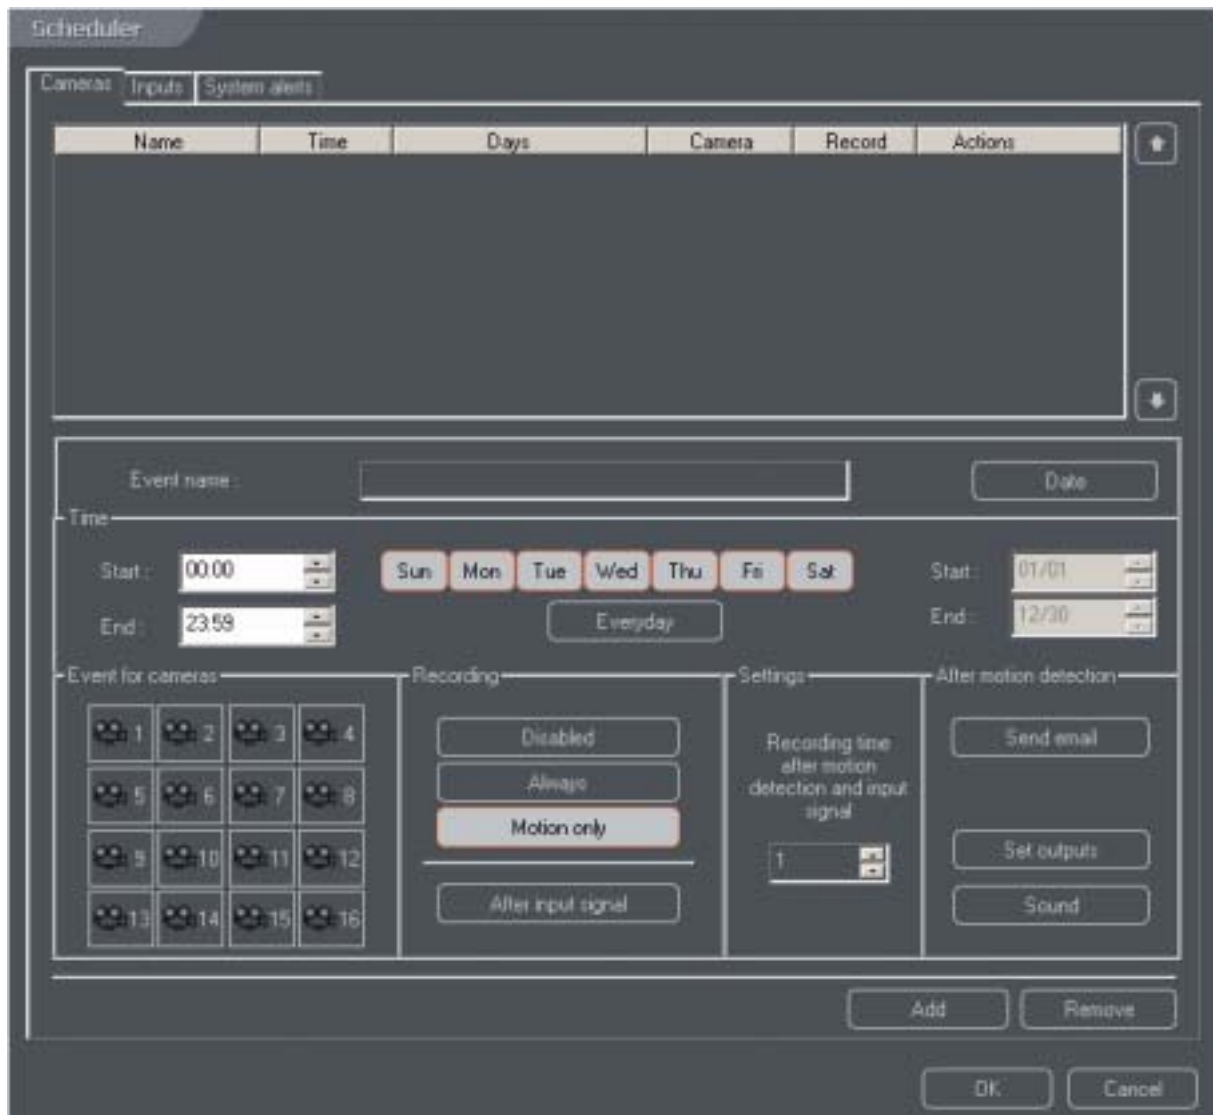 Scheduler
Cameras Inputs System alerts
Name Time Days Camera Record Actions
Event name : Date
Time
Start : 00:00 Sun Mon Tue Wed Thu Fri Sat Start : 01/01
End : 23:59 Everyday End : 12/30
Event for cameras Recording Settings After motion detection
1 2 3 4 Disabled Recording time after motion detection and input signal Send email
5 6 7 8 Always
9 10 11 12 Motion only 1 Set outputs
13 14 15 16 After input signal Sound
Add Remove
OK Cancel